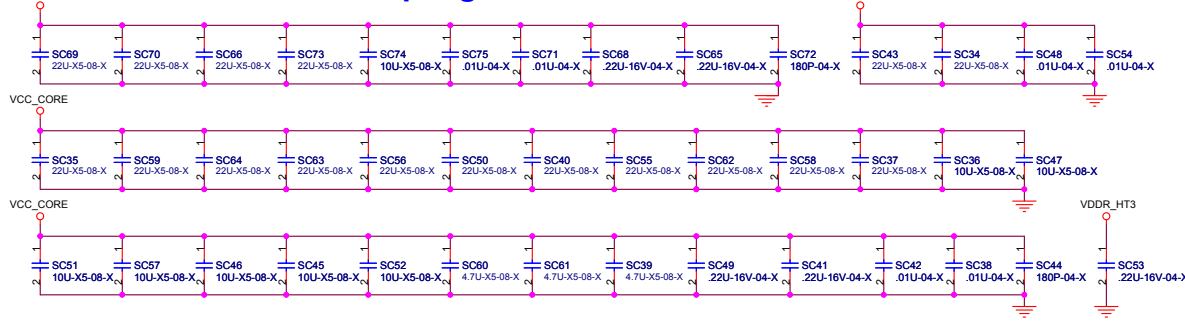 SC69 SC70 SC66 SC73 SC74 SC75 SC71 SC68 SC65 SC72 SC43 SC34 SC48 SC54
22U-X5-08-X 22U-X5-08-X 22U-X5-08-X 22U-X5-08-X 10U-X5-08-X .01U-04-X .01U-04-X .22U-16V-04-X .22U-16V-04-X 180P-04-X 22U-X5-08-X 22U-X5-08-X .01U-04-X .01U-04-X
VCC_CORE
SC35 SC59 SC64 SC63 SC56 SC50 SC40 SC55 SC62 SC58 SC37 SC36 SC47
22U-X5-08-X 22U-X5-08-X 22U-X5-08-X 22U-X5-08-X 22U-X5-08-X 22U-X5-08-X 22U-X5-08-X 22U-X5-08-X 22U-X5-08-X 22U-X5-08-X 22U-X5-08-X 10U-X5-08-X 10U-X5-08-X
VCC_CORE VDDR_HT3
SC51 SC57 SC46 SC45 SC52 SC60 SC61 SC39 SC49 SC41 SC42 SC38 SC44 SC53
10U-X5-08-X 10U-X5-08-X 10U-X5-08-X 10U-X5-08-X 10U-X5-08-X 4.7U-X5-08-X 4.7U-X5-08-X 4.7U-X5-08-X .22U-16V-04-X .22U-16V-04-X .01U-04-X .01U-04-X 180P-04-X .22U-16V-04-X